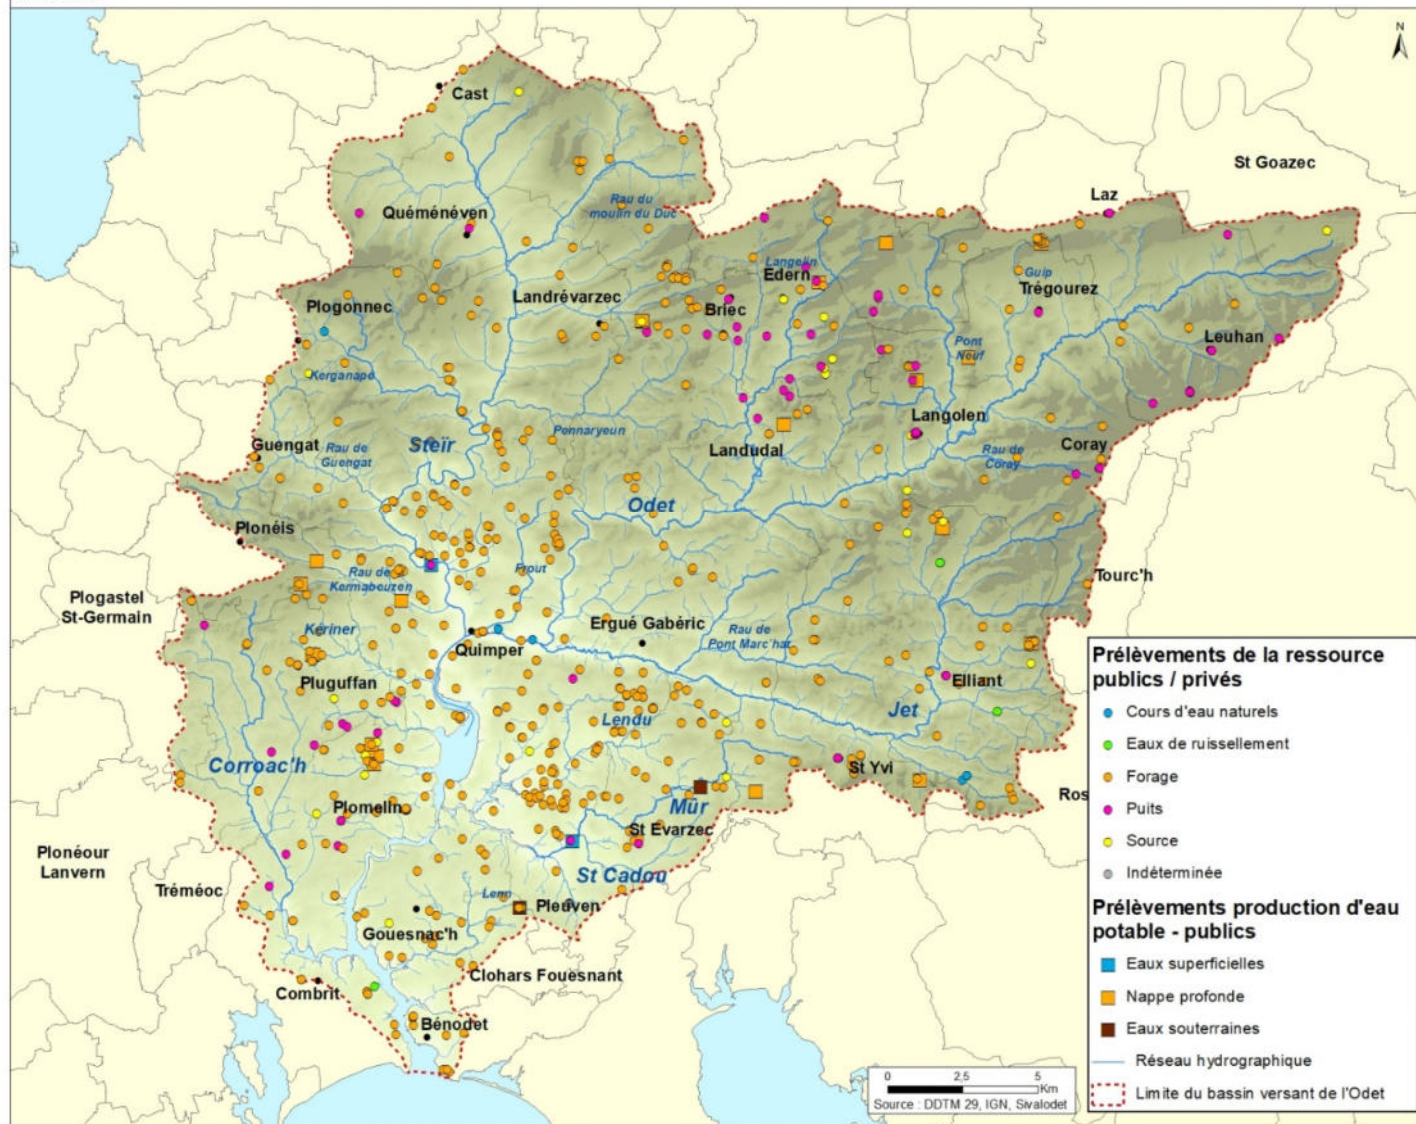 N
Cast
St Goazec
Laz
Quéménéven
Rau du
moulin du Duc
Langelin
Edern
Guip
Trégourez
Plogonnec
Landrévarzec
Briec
Leuhan
Pont
Neuf
Kerganapé
Langolen
Guengat
Rau de
Guengat
Steïr
Pennaryeun
Landudal
Coray
Rau de
Coray
Odet
Plonéis
Frout
Tourc'h
Rau de
Kermabeuzen
Plogastel
St-Germain
Kériner
Ergué Gabéric
Rau de
Pont Marc'hat
Quimper
Pluguffan
Elliant
Lendu
Jet
Corroac'h
St Yvi
Ros
Plomelin
Mûr
St Evarzec
Plonéour
Lanvern
Tréméoc
St Cadou
Pleuven
Gouesnac'h
Clohars Fouesnant
Combrit
Bénodet
Prélèvements de la ressource
publics / privés
Cours d'eau naturels
Eaux de ruissellement
Forage
Puits
Source
Indéterminée
Prélèvements production d'eau
potable - publics
Eaux superficielles
Nappe profonde
Eaux souterraines
Réseau hydrographique
Limite du bassin versant de l'Odet
0 2,5 5
Km
Source : DDTM 29, IGN, Sivalodet